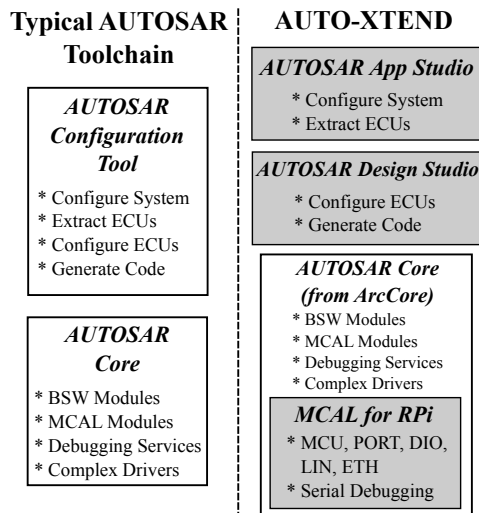 Typical AUTOSAR
Toolchain
AUTOSAR
Configuration
Tool
* Configure System
* Extract ECUs
* Configure ECUs
* Generate Code
AUTOSAR
Core
* BSW Modules
* MCAL Modules
* Debugging Services
* Complex Drivers
AUTO-XTEND
AUTOSAR App Studio
* Configure System
* Extract ECUs
AUTOSAR Design Studio
* Configure ECUs
* Generate Code
AUTOSAR Core
(from ArcCore)
* BSW Modules
* MCAL Modules
* Debugging Services
* Complex Drivers
MCAL for RPi
* MCU, PORT, DIO,
LIN, ETH
* Serial Debugging